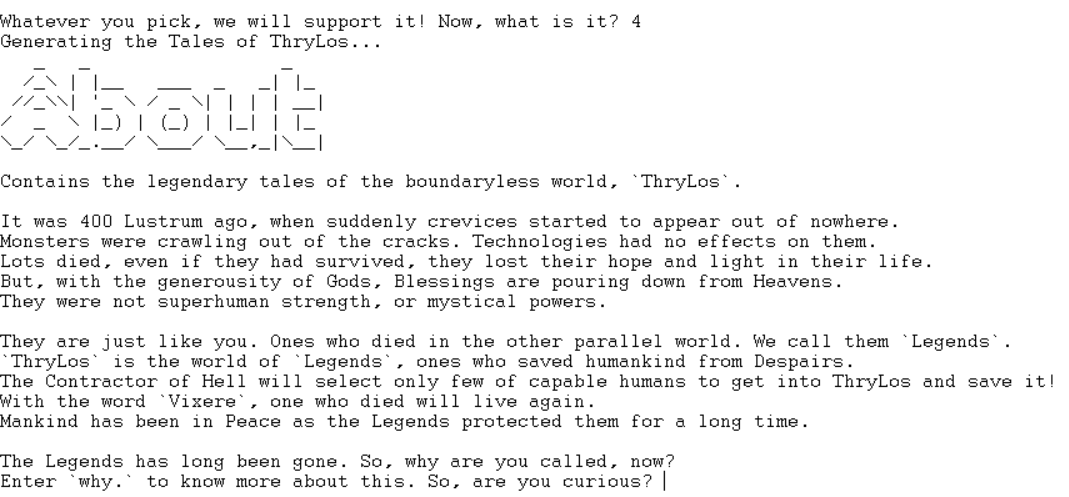 Whatever you pick, we will support it! Now, what is it? 4
Generating the Tales of ThryLos...
About
Contains the legendary tales of the boundaryless world, `ThryLos`.
It was 400 Lustrum ago, when suddenly crevices started to appear out of nowhere.
Monsters were crawling out of the cracks. Technologies had no effects on them.
Lots died, even if they had survived, they lost their hope and light in their life.
But, with the generousity of Gods, Blessings are pouring down from Heavens.
They were not superhuman strength, or mystical powers.
They are just like you. Ones who died in the other parallel world. We call them `Legends`.
`ThryLos` is the world of `Legends`, ones who saved humankind from Despairs.
The Contractor of Hell will select only few of capable humans to get into ThryLos and save it!
With the word `Vixere`, one who died will live again.
Mankind has been in Peace as the Legends protected them for a long time.
The Legends has long been gone. So, why are you called, now?
Enter `why.` to know more about this. So, are you curious?